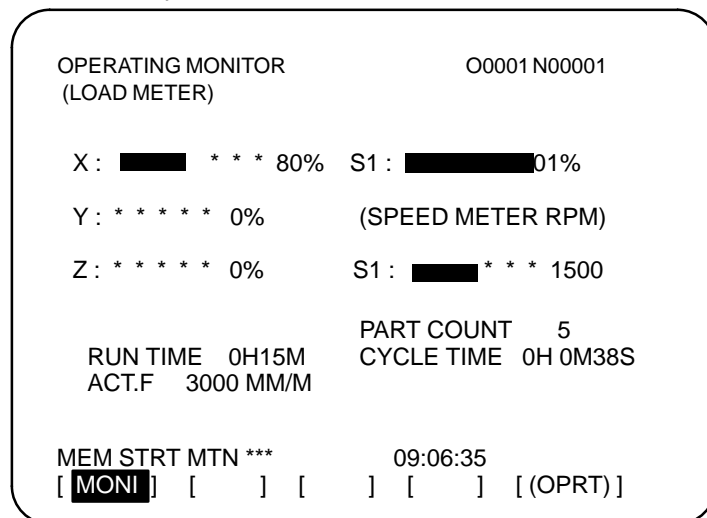 OPERATING MONITOR O0001 N00001
(LOAD METER)
X : * * * 80% S1 : 01%
Y : * * * * * 0% (SPEED METER RPM)
Z : * * * * * 0% S1 : * * * 1500
PART COUNT 5
RUN TIME 0H15M CYCLE TIME 0H 0M38S
ACT.F 3000 MM/M
MEM STRT MTN *** 09:06:35
[ MONI ] [ ] [ ] [ ] [ (OPRT) ]